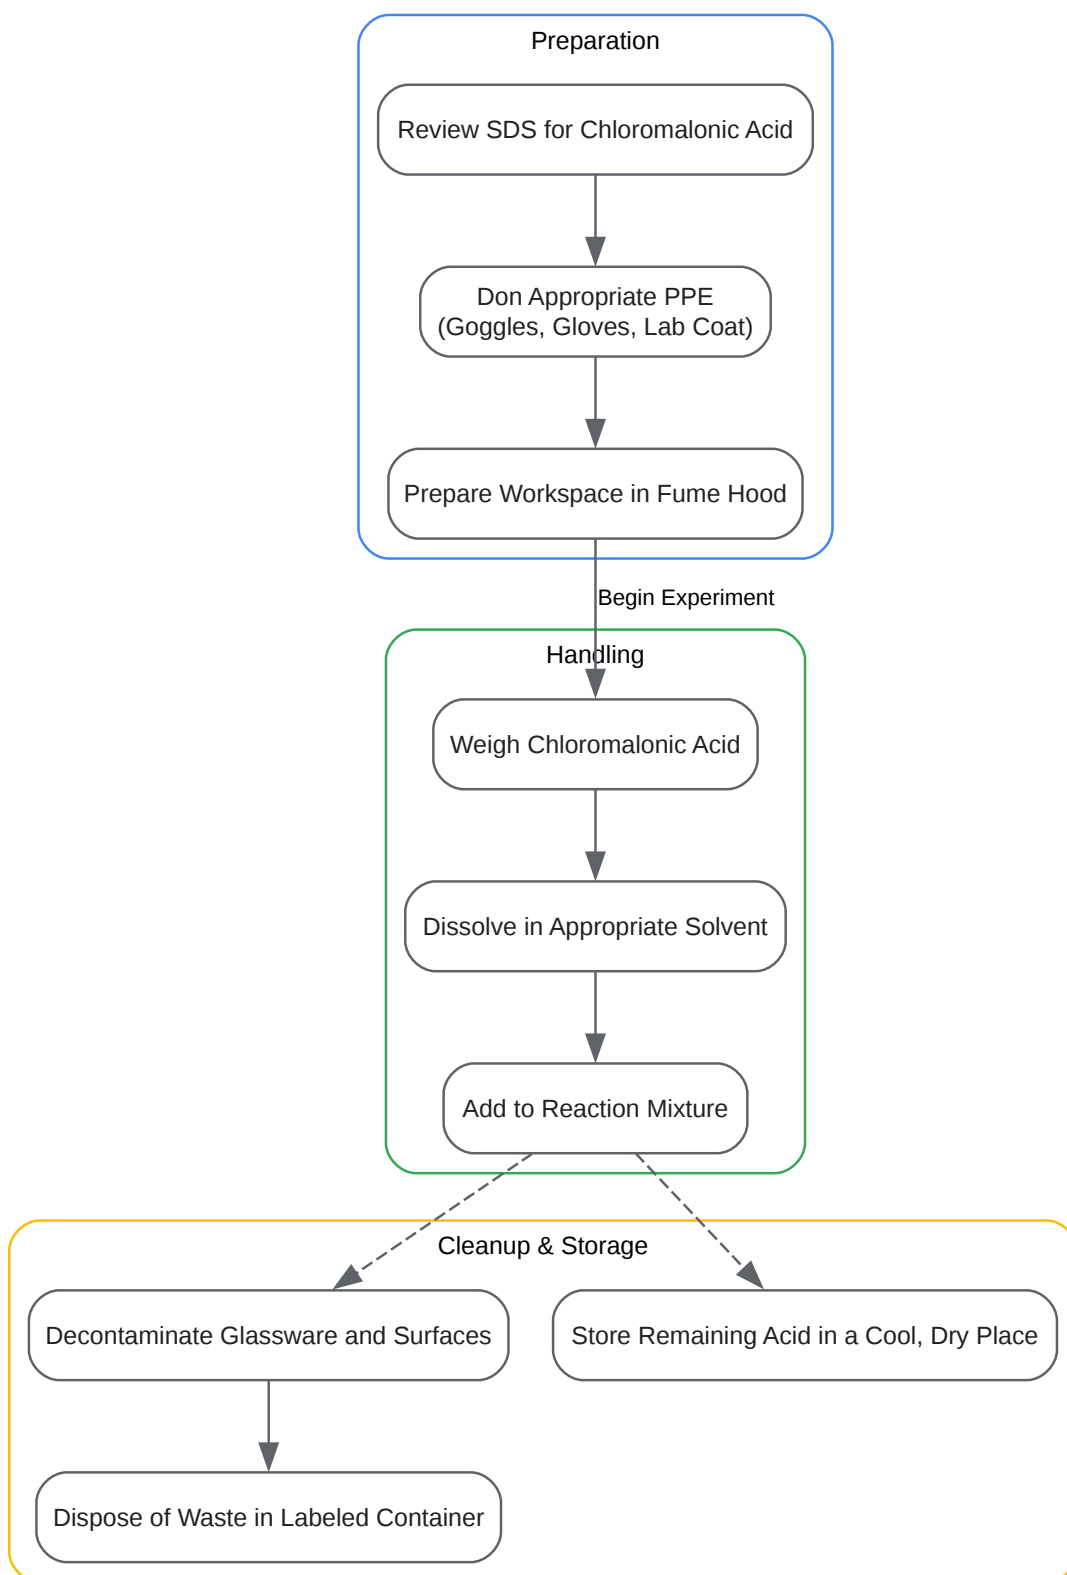 Preparation
Review SDS for Chloromalonic Acid
Don Appropriate PPE
(Goggles, Gloves, Lab Coat)
Prepare Workspace in Fume Hood
Begin Experiment
Handling
Weigh Chloromalonic Acid
Dissolve in Appropriate Solvent
Add to Reaction Mixture
Cleanup & Storage
Decontaminate Glassware and Surfaces
Store Remaining Acid in a Cool, Dry Place
Dispose of Waste in Labeled Container